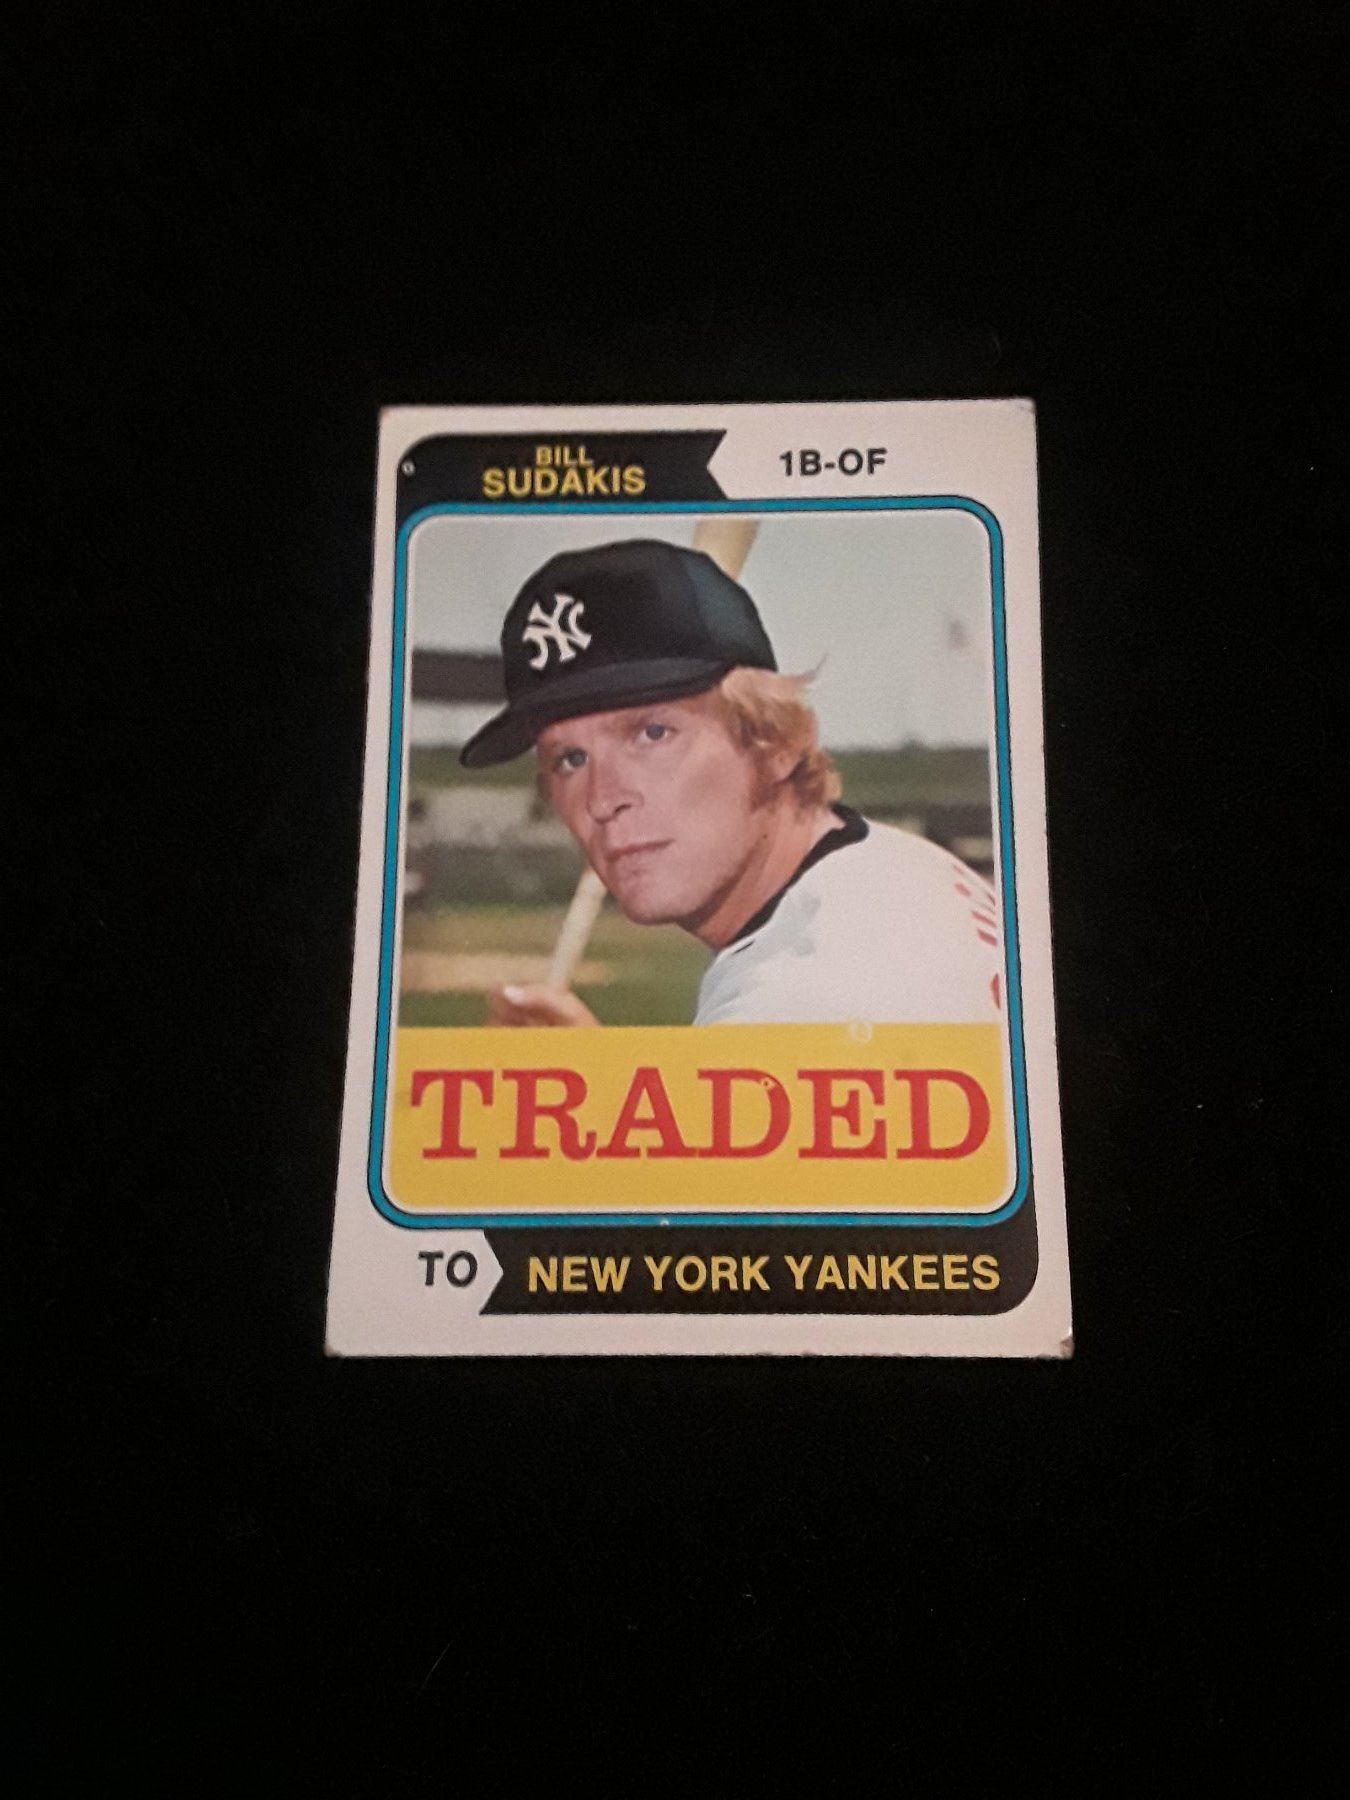 BILL
SUDAKIS
1B-OF
NY
TRADED
TO NEW YORK YANKEES